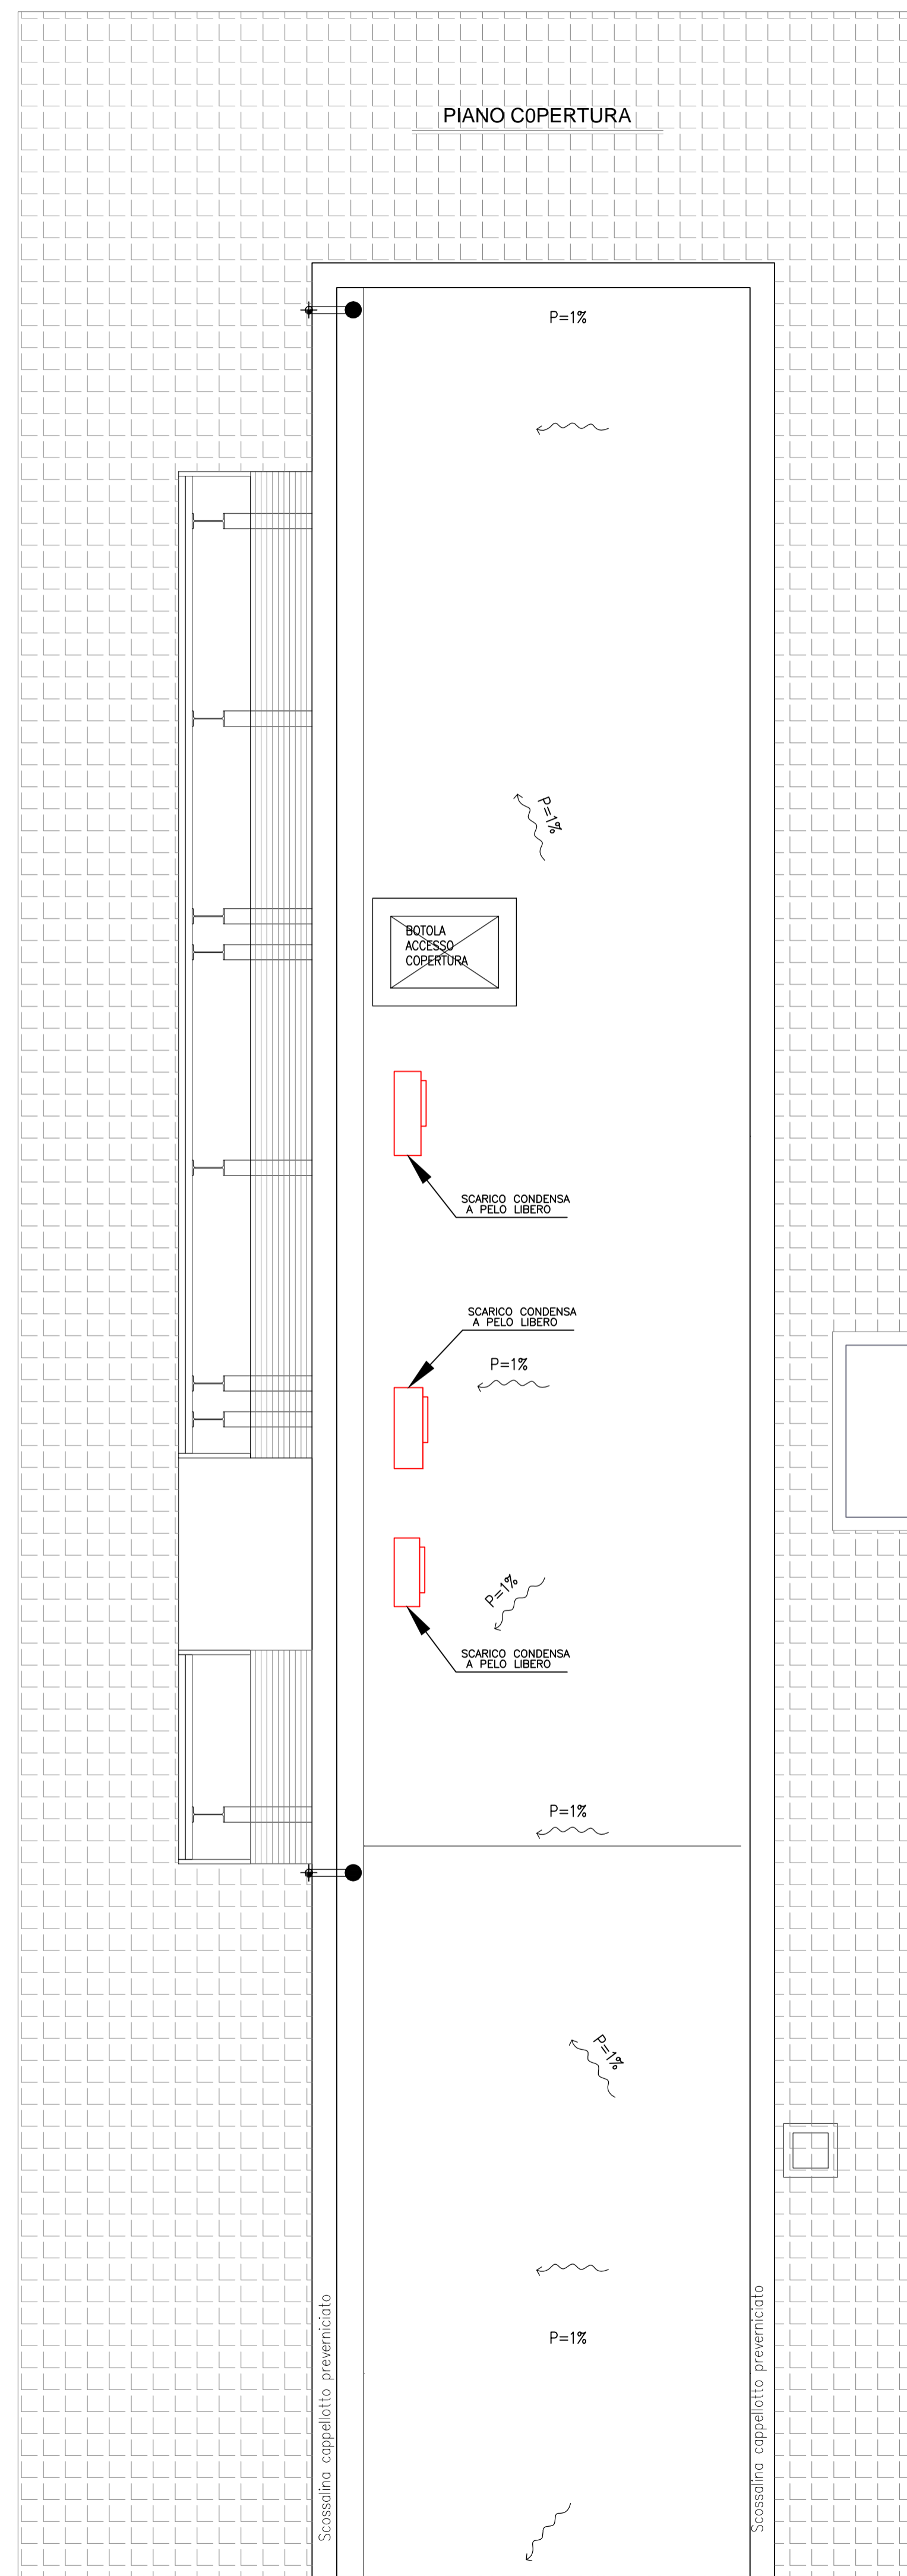 PIANO C0PERTURA
P=1%
P=1%
BOTOLA
ACCESSO
COPERTURA
SCARICO CONDENSA
A PELO LIBERO
SCARICO CONDENSA
A PELO LIBERO
P=1%
P=1%
SCARICO CONDENSA
A PELO LIBERO
P=1%
P=1%
P=1%
Scossalina cappellotto preverniciato
Scossalina cappellotto preverniciato